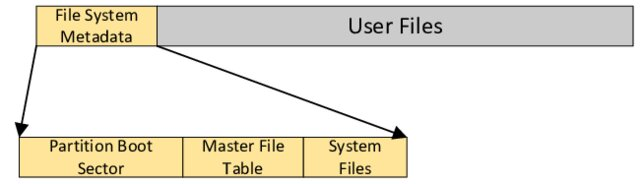 File System
Metadata
User Files
Partition Boot
Sector
Master File
Table
System
Files